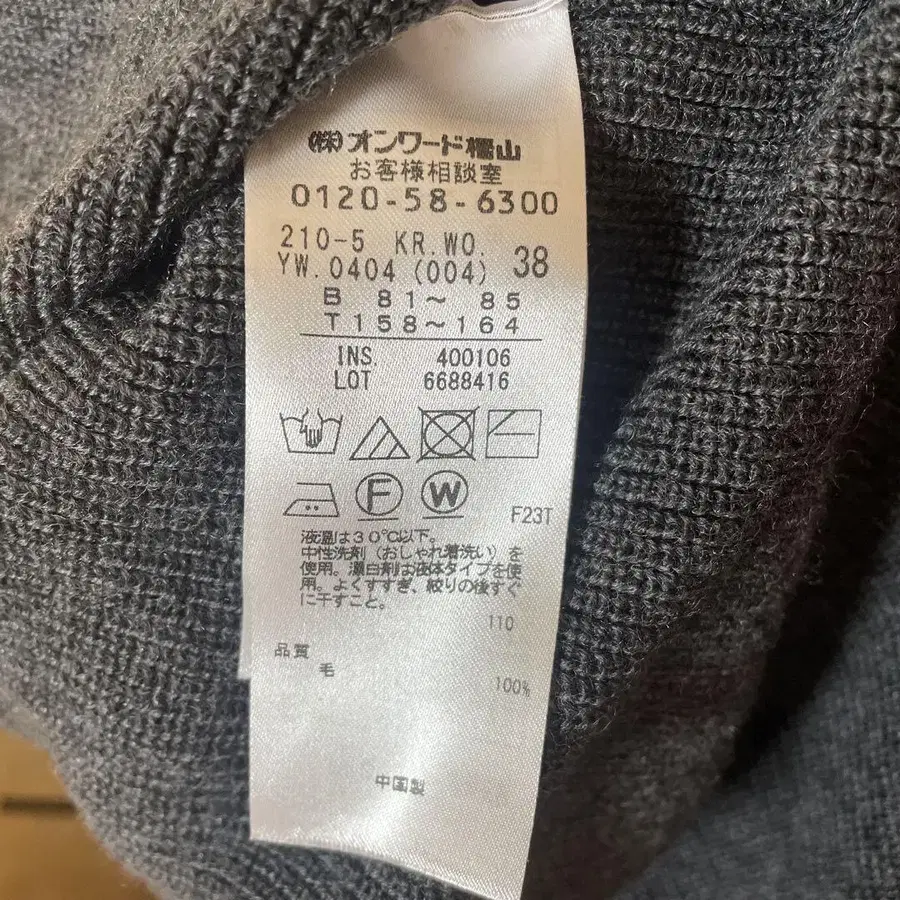 ㈱オンワード樫山
お客様相談室
0120-58-6300
210-5 KR.WO. 38
YW.0404 (004)
B 81～ 85
T158～164
INS. 400106
LOT 6688416
F
W
F23T
液温は30℃以下。
中性洗剤（おしゃれ着洗い）を
使用。漂白剤は液体タイプを使
用。よくすすぎ、絞りの後すぐ
に干すこと。
110
品質
毛
100%
中国製